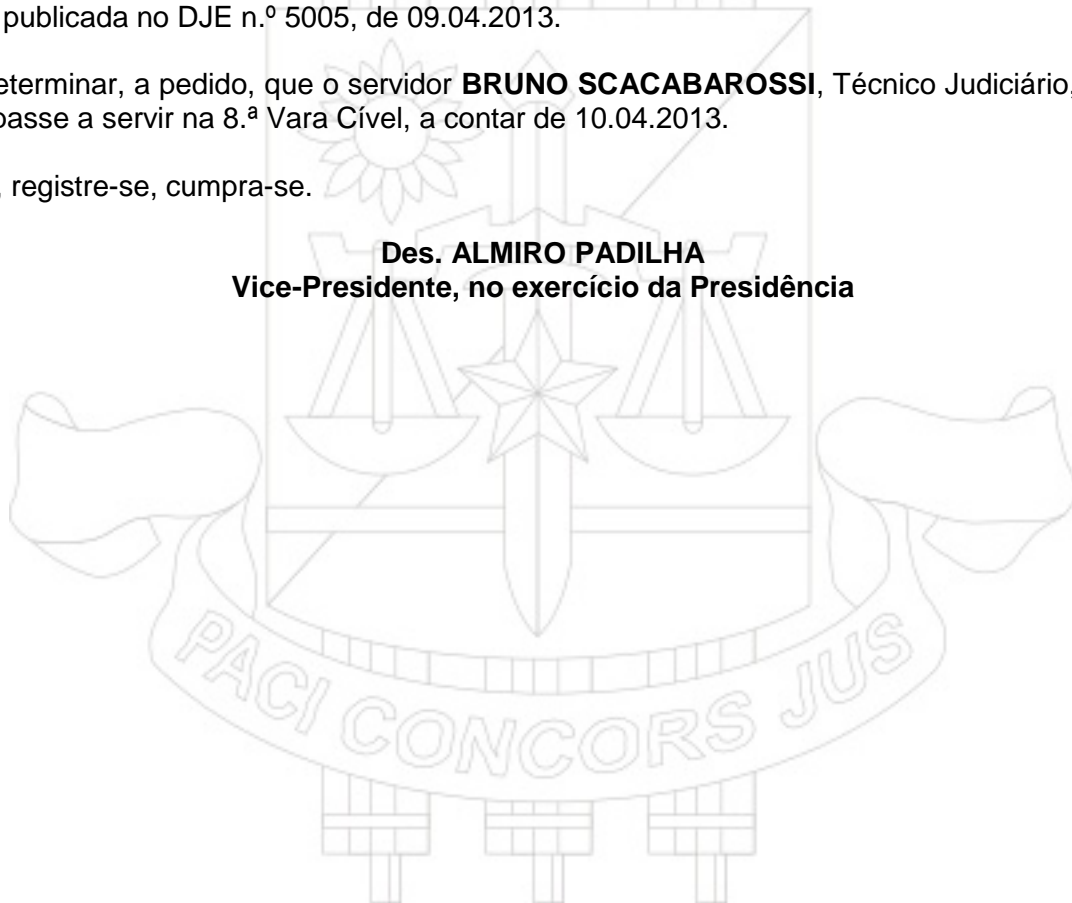 publicada no DJE n.º 5005, de 09.04.2013.
eterminar, a pedido, que o servidor BRUNO SCACABAROSSI, Técnico Judiciário,
passe a servir na 8.ª Vara Cível, a contar de 10.04.2013.
, registre-se, cumpra-se.
Des. ALMIRO PADILHA
Vice-Presidente, no exercício da Presidência
PACI CONCORS JUS